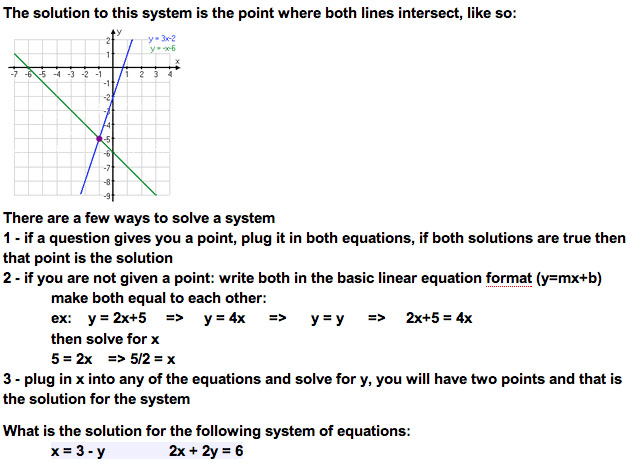 The solution to this system is the point where both lines intersect, like so:
y
2
y = 3x-2
y = -x-6
1
x
-7 -6 -5 -4 -3 -2 -1 1 2 3 4
-1
-2
-3
-4
-5
-6
-7
-8
-9
There are a few ways to solve a system
1 - if a question gives you a point, plug it in both equations, if both solutions are true then
that point is the solution
2 - if you are not given a point: write both in the basic linear equation format (y=mx+b)
make both equal to each other:
ex: y = 2x+5 => y = 4x => y = y => 2x+5 = 4x
then solve for x
5 = 2x => 5/2 = x
3 - plug in x into any of the equations and solve for y, you will have two points and that is
the solution for the system
What is the solution for the following system of equations:
x = 3 - y 2x + 2y = 6